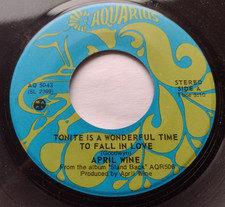 AQUARIUS
AQ 5043
STEREO
SIDE A
TONITE IS A WONDERFUL TIME
TO FALL IN LOVE
(Goodwyn)
APRIL WINE
From the album "Stand Back" AQR506
Produced by April Wine